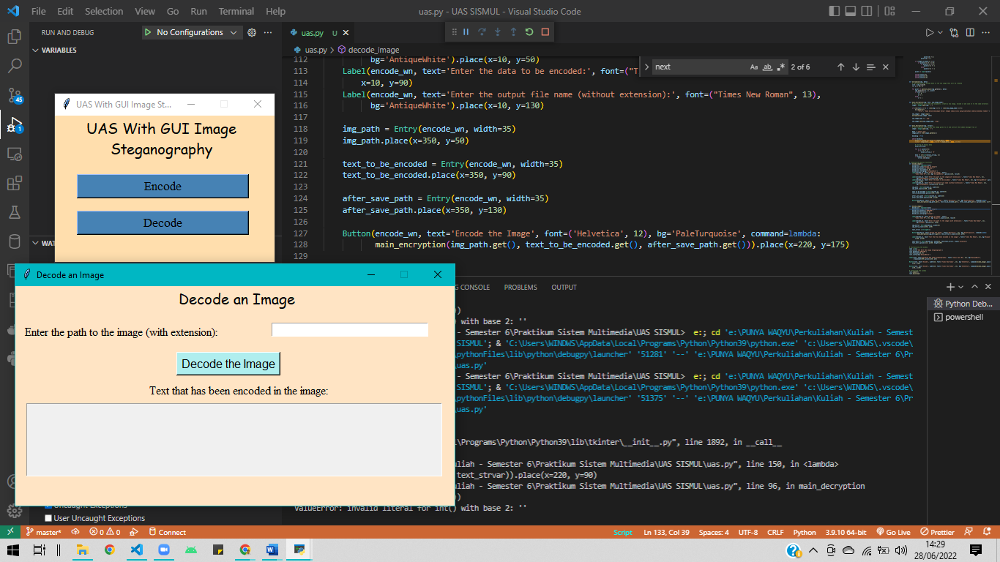 File Edit Selection View Go Run Terminal Help uas.py - UAS SISMUL - Visual Studio Code
RUN AND DEBUG No Configurations
VARIABLES
uas.py U
uas.py > decode_image
next
Aa ab .* 2 of 6
112 bg='AntiqueWhite').place(x=10, y=50)
113 Label(encode_wn, text='Enter the data to be encoded:', font=("T
114 x=10, y=90)
115 Label(encode_wn, text='Enter the output file name (without extension):', font=("Times New Roman", 13),
116 bg='AntiqueWhite').place(x=10, y=130)
117
118 img_path = Entry(encode_wn, width=35)
119 img_path.place(x=350, y=50)
120
121 text_to_be_encoded = Entry(encode_wn, width=35)
122 text_to_be_encoded.place(x=350, y=90)
123
124 after_save_path = Entry(encode_wn, width=35)
125 after_save_path.place(x=350, y=130)
126
127 Button(encode_wn, text='Encode the Image', font=('Helvetica', 12), bg='PaleTurquoise', command=lambda:
128 main_encryption(img_path.get(), text_to_be_encoded.get(), after_save_path.get())).place(x=220, y=175)
129
45
1
UAS With GUI Image St...
UAS With GUI Image
Steganography
Encode
Decode
WAT
Decode an Image
Decode an Image
Enter the path to the image (with extension):
Decode the Image
Text that has been encoded in the image:
G CONSOLE PROBLEMS OUTPUT
Python Deb...
powershell
))
) with base 2: ''
- Semester 6\Praktikum Sistem Multimedia\UAS SISMUL> e:; cd 'e:\PUNYA WAQYU\Perkuliahan\Kuliah - Semest
SISMUL'; & 'C:\Users\WINDWS\AppData\Local\Programs\Python\Python39\python.exe' 'c:\Users\WINDWS\.vscode\
pythonFiles\lib\python\debugpy\launcher' '51281' '--' 'e:\PUNYA WAQYU\Perkuliahan\Kuliah - Semester 6\Pr
uas.py'
- Semester 6\Praktikum Sistem Multimedia\UAS SISMUL> e:; cd 'e:\PUNYA WAQYU\Perkuliahan\Kuliah - Semest
SISMUL'; & 'C:\Users\WINDWS\AppData\Local\Programs\Python\Python39\python.exe' 'c:\Users\WINDWS\.vscode\
pythonFiles\lib\python\debugpy\launcher' '51375' '--' 'e:\PUNYA WAQYU\Perkuliahan\Kuliah - Semester 6\Pr
uas.py'
l\Programs\Python\Python39\lib\tkinter\__init__.py", line 1892, in __call__
uliah - Semester 6\Praktikum Sistem Multimedia\UAS SISMUL\uas.py", line 150, in <lambda>
text_strvar)).place(x=220, y=90)
uliah - Semester 6\Praktikum Sistem Multimedia\UAS SISMUL\uas.py", line 96, in main_decryption
))
ValueError: invalid literal for int() with base 2: ''
Uncaught Exceptions
User Uncaught Exceptions
master* 0 0 Connect Script Ln 133, Col 39 Spaces: 4 UTF-8 CRLF Python 3.9.10 64-bit Go Live Prettier
14:29
28/06/2022